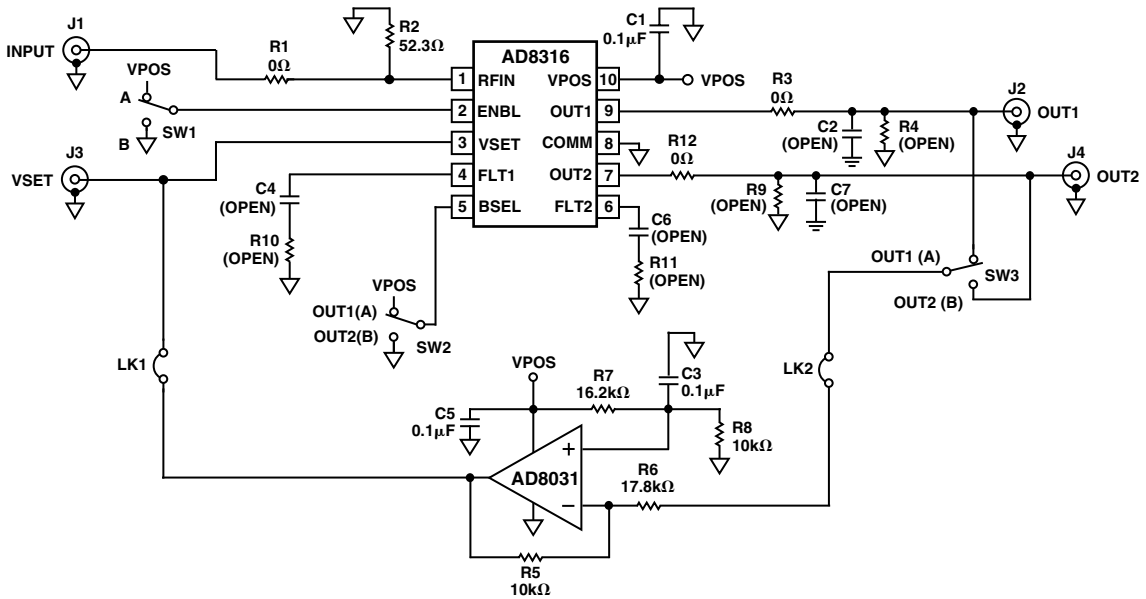 J1
INPUT
R1
0Ω
R2
52.3Ω
C1
0.1µF
VPOS
A
B
SW1
J3
VSET
AD8316
1
RFIN
2
ENBL
3
VSET
4
FLT1
5
BSEL
VPOS
10
OUT1
9
COMM
8
OUT2
7
FLT2
6
VPOS
R3
0Ω
J2
OUT1
C2
(OPEN)
R4
(OPEN)
R12
0Ω
J4
OUT2
R9
(OPEN)
C7
(OPEN)
C4
(OPEN)
R10
(OPEN)
C6
(OPEN)
R11
(OPEN)
VPOS
OUT1(A)
OUT2(B)
SW2
OUT1 (A)
SW3
OUT2 (B)
LK1
LK2
VPOS
R7
16.2kΩ
C3
0.1µF
C5
0.1µF
R8
10kΩ
+
AD8031
–
R6
17.8kΩ
R5
10kΩ